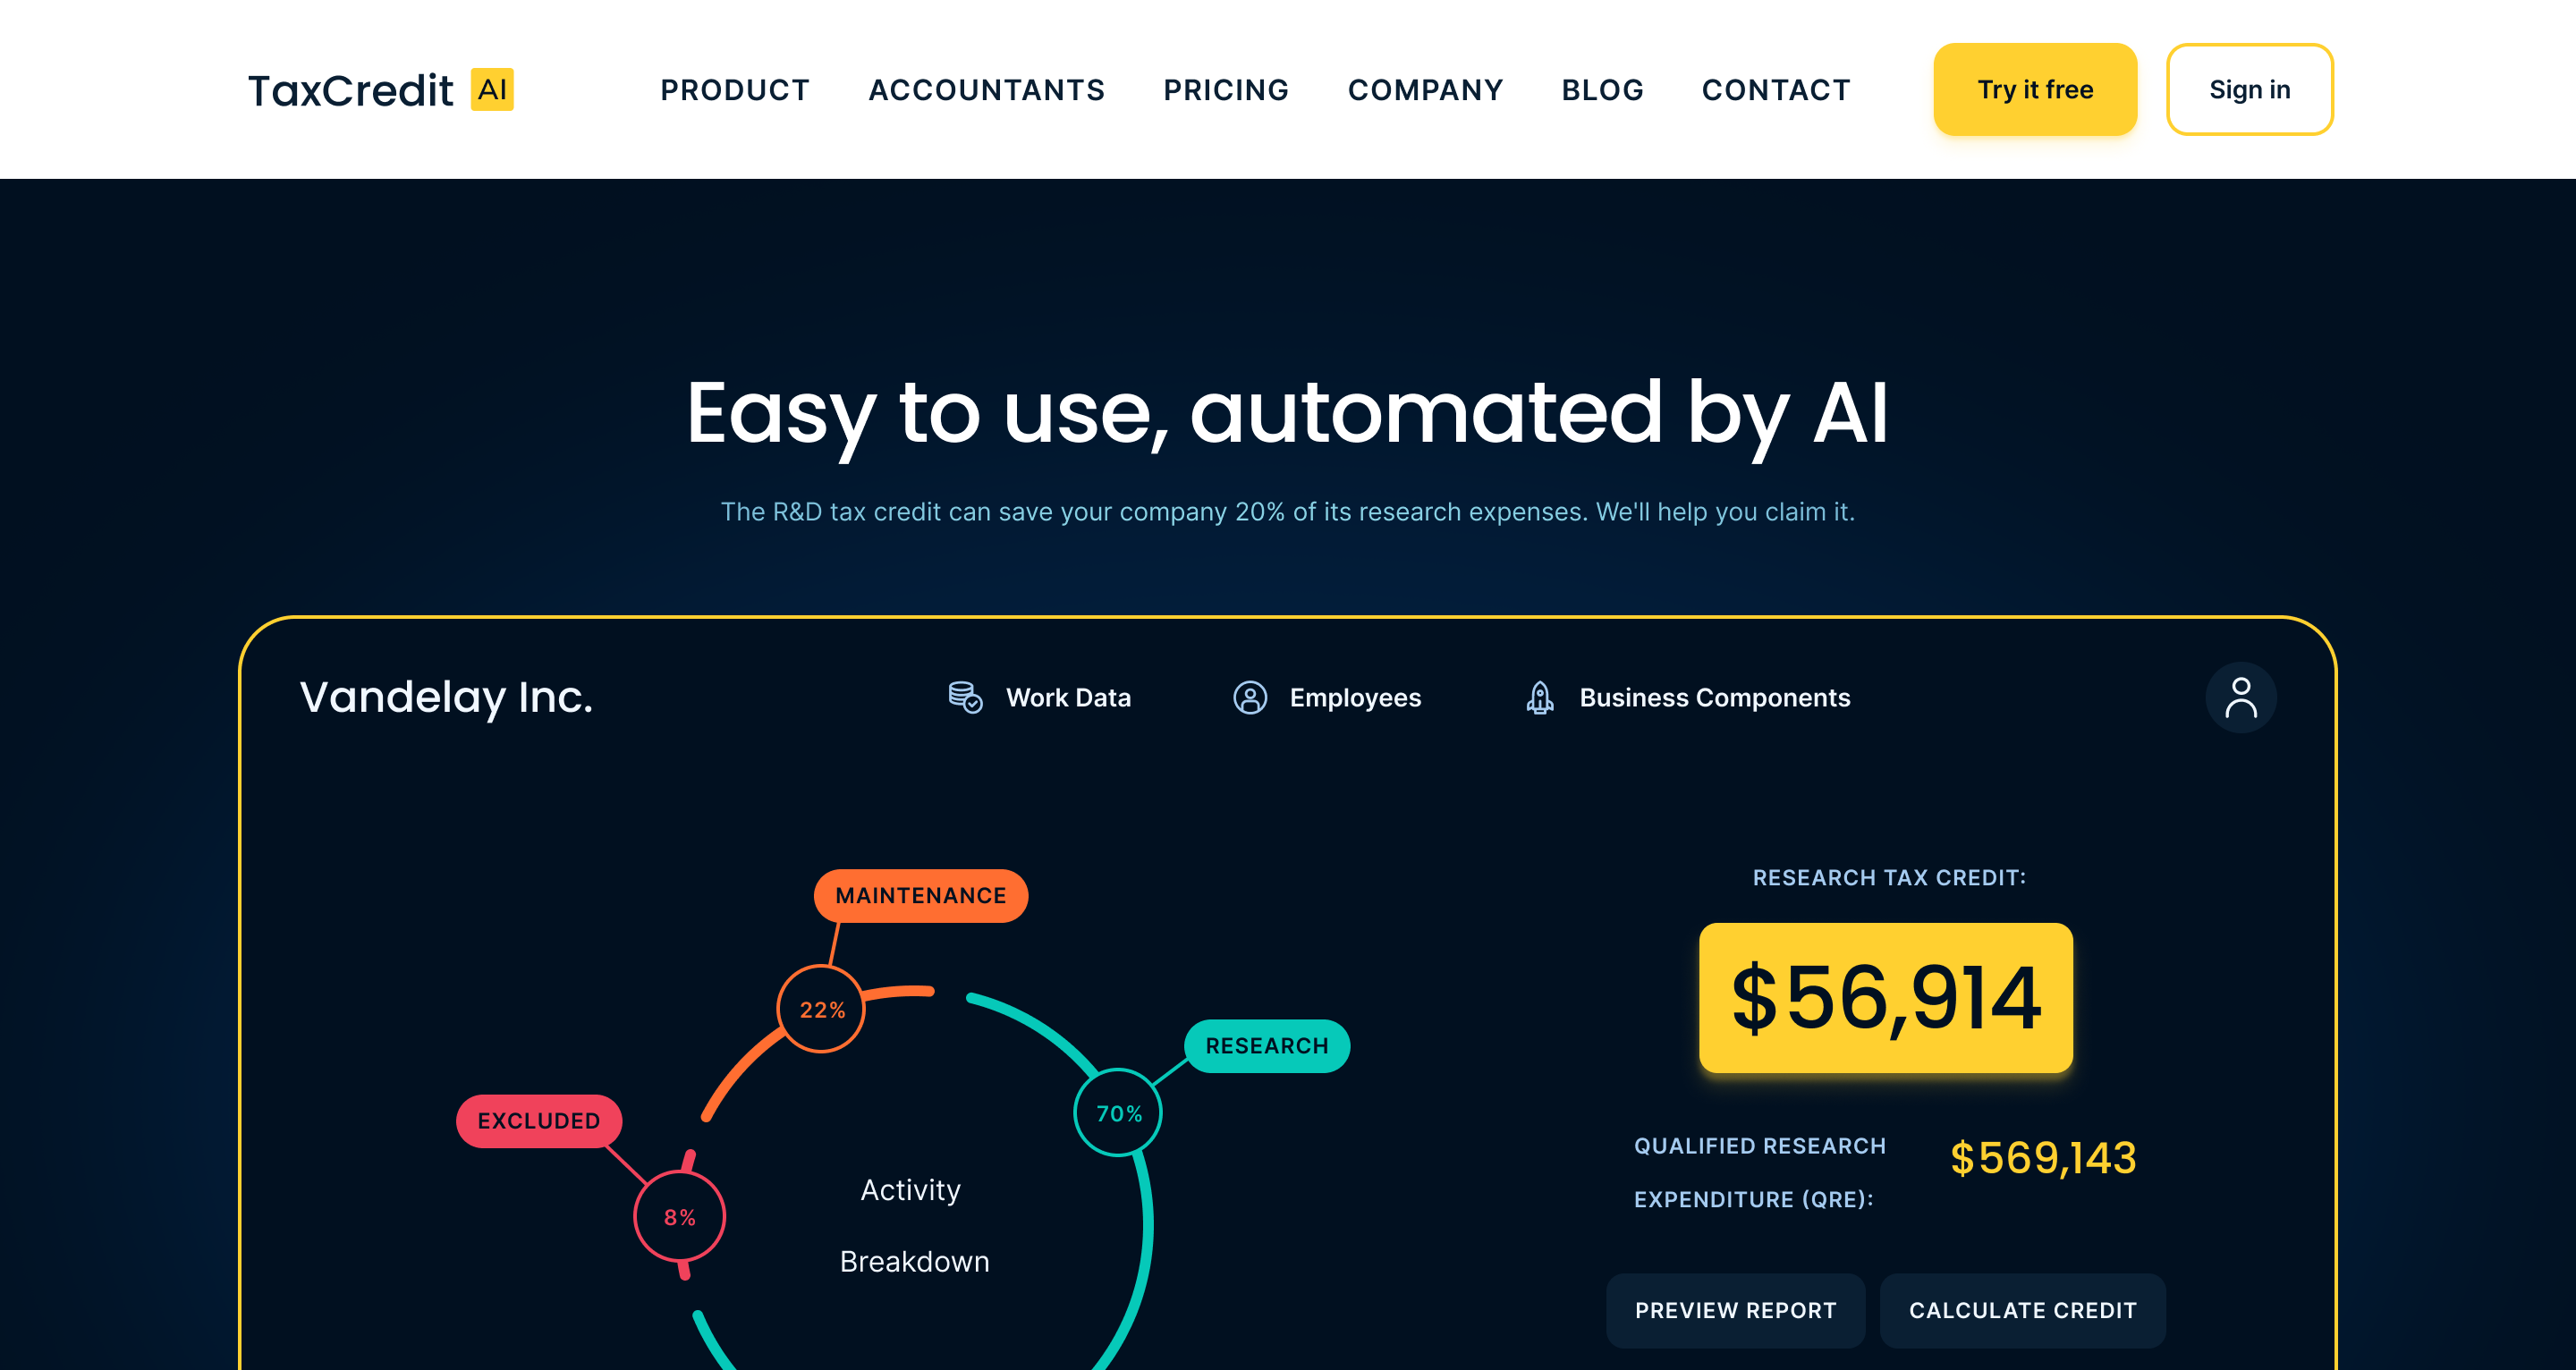 TaxCredit AI
PRODUCT ACCOUNTANTS PRICING COMPANY BLOG CONTACT Try it free Sign in
Easy to use, automated by AI
The R&D tax credit can save your company 20% of its research expenses. We'll help you claim it.
Vandelay Inc.
Work Data Employees Business Components
MAINTENANCE
22%
RESEARCH
70%
EXCLUDED
8%
Activity
Breakdown
RESEARCH TAX CREDIT:
$56,914
QUALIFIED RESEARCH
EXPENDITURE (QRE):
$569,143
PREVIEW REPORT CALCULATE CREDIT